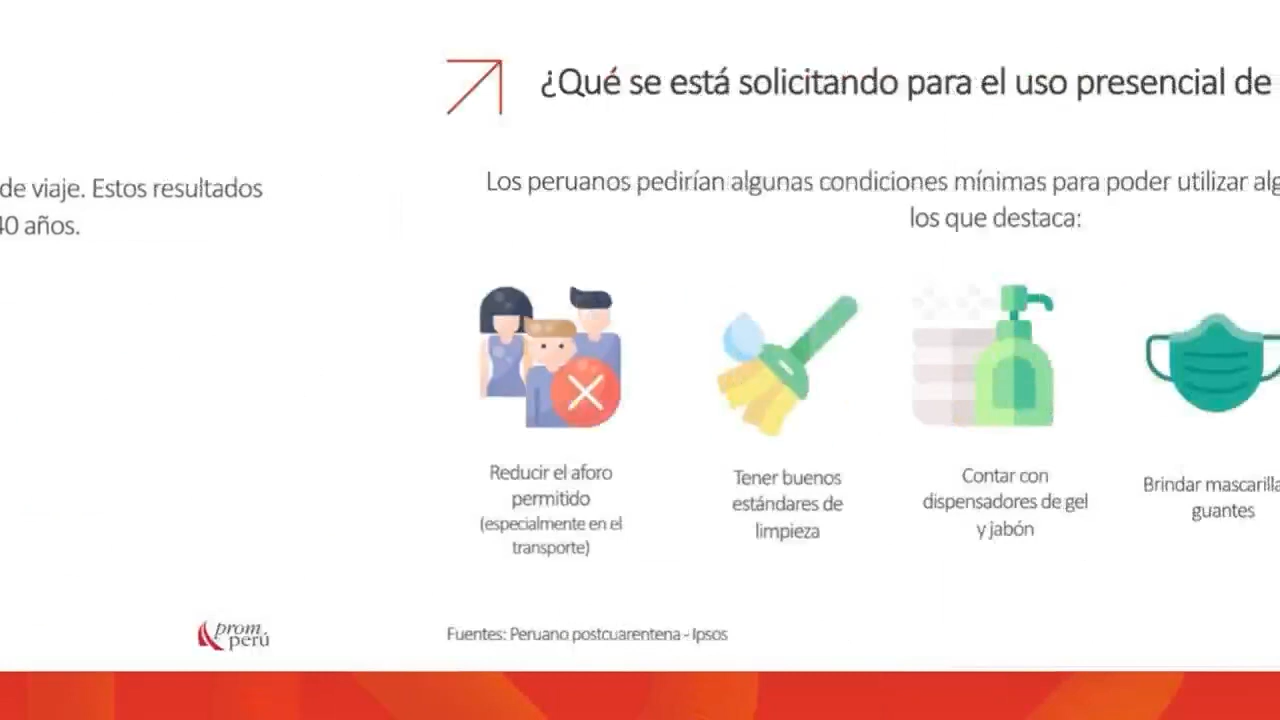 de viaje. Estos resultados
40 años.
prom
perú
¿Qué se está solicitando para el uso presencial de
Los peruanos pedirían algunas condiciones mínimas para poder utilizar
los que destaca:
Reducir el aforo
permitido
(especialmente en el
transporte)
Tener buenos
estándares de
limpieza
Contar con
dispensadores de gel
y jabón
Brindar mascarilla
guantes
Fuentes: Peruano postcuarentena - Ipsos